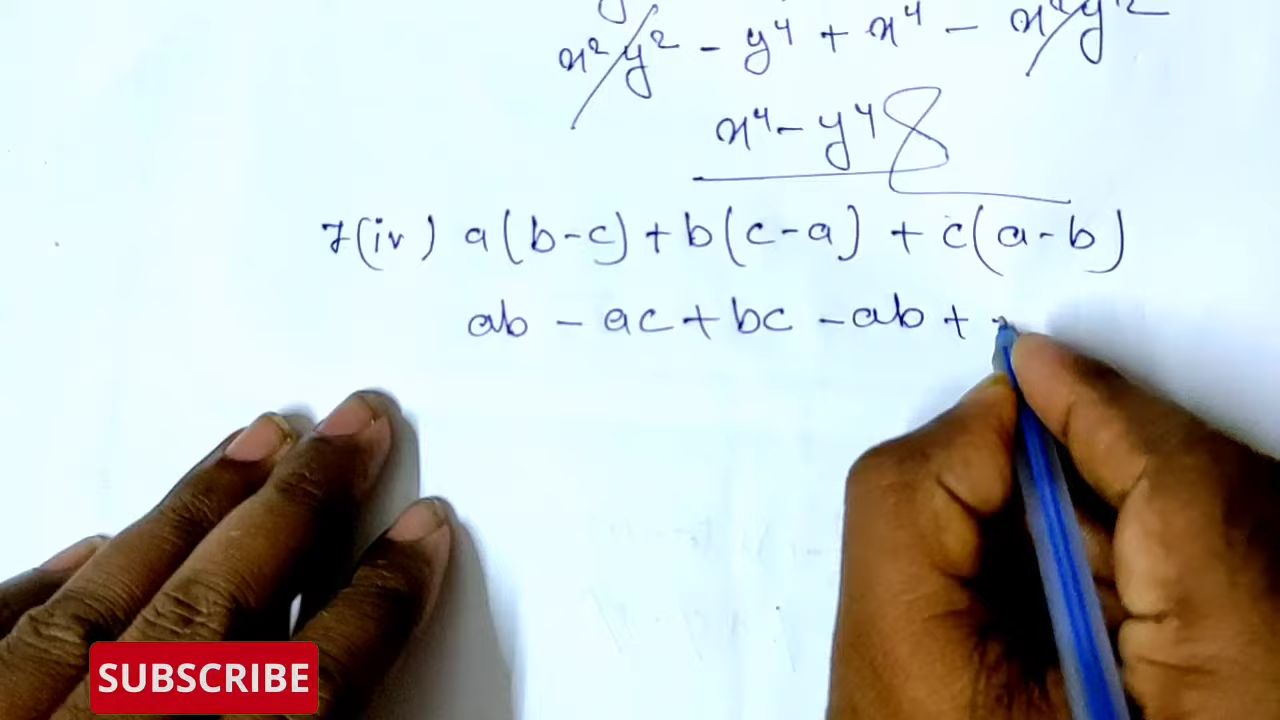 x²y² - y⁴ + x⁴ - x²y²
x⁴ - y⁴
7(iv) a(b-c) + b(c-a) + c(a-b)
ab - ac + bc - ab +
SUBSCRIBE